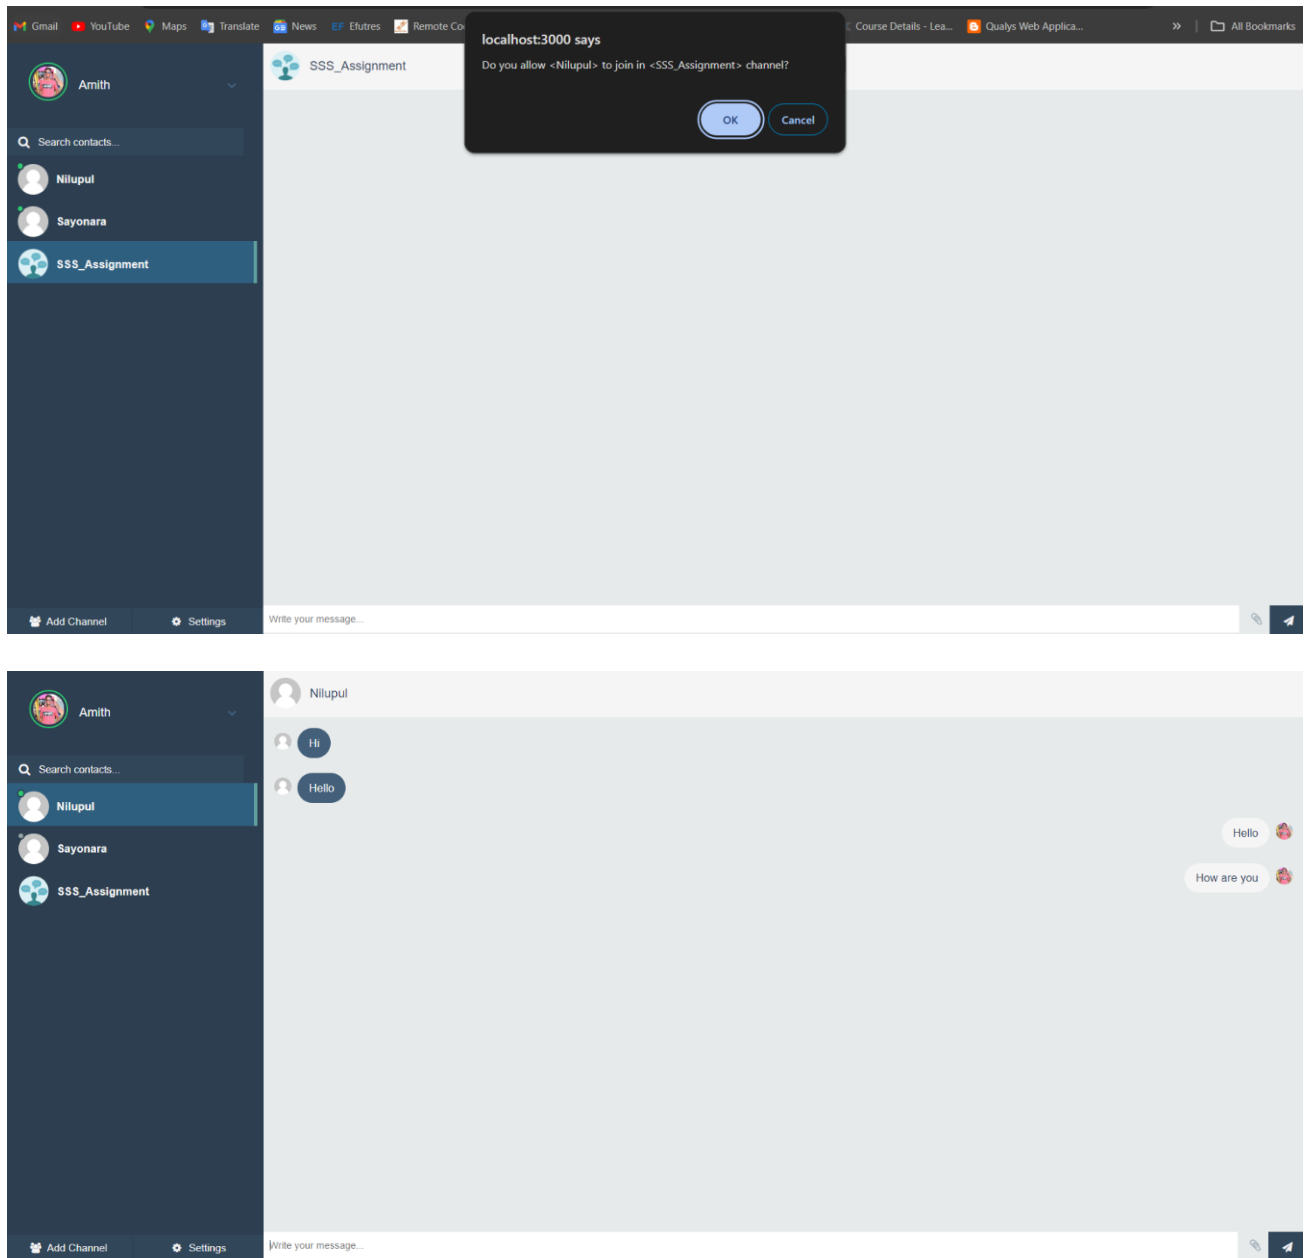 Gmail YouTube Maps Translate News EF Efutres Remote Co Course Details - Lea... Qualys Web Applica... » All Bookmarks
localhost:3000 says
Do you allow <Nilupul> to join in <SSS_Assignment> channel?
OK Cancel
Amith
SSS_Assignment
Search contacts...
Nilupul
Sayonara
SSS_Assignment
Add Channel Settings
Write your message...
Amith
Nilupul
Search contacts...
Nilupul
Sayonara
SSS_Assignment
Hi
Hello
Hello
How are you
Add Channel Settings
Write your message...